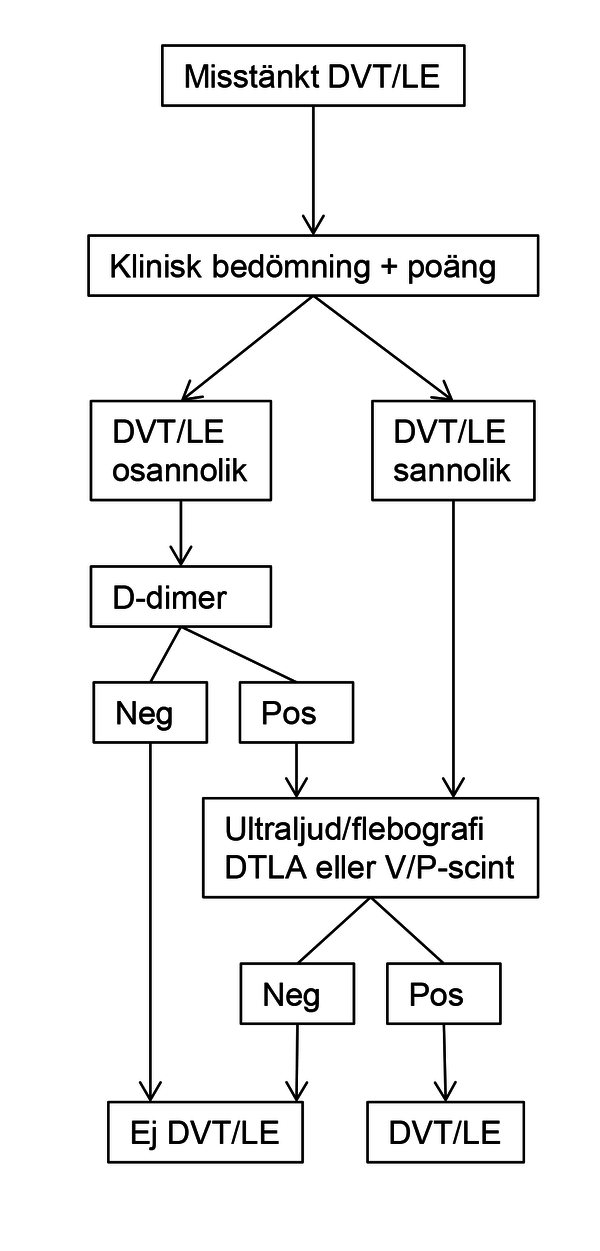 Misstänkt DVT/LE
Klinisk bedömning + poäng
DVT/LE
osannolik
DVT/LE
sannolik
D-dimer
Neg
Pos
Ultraljud/flebografi
DTLA eller V/P-scint
Neg
Pos
Ej DVT/LE
DVT/LE